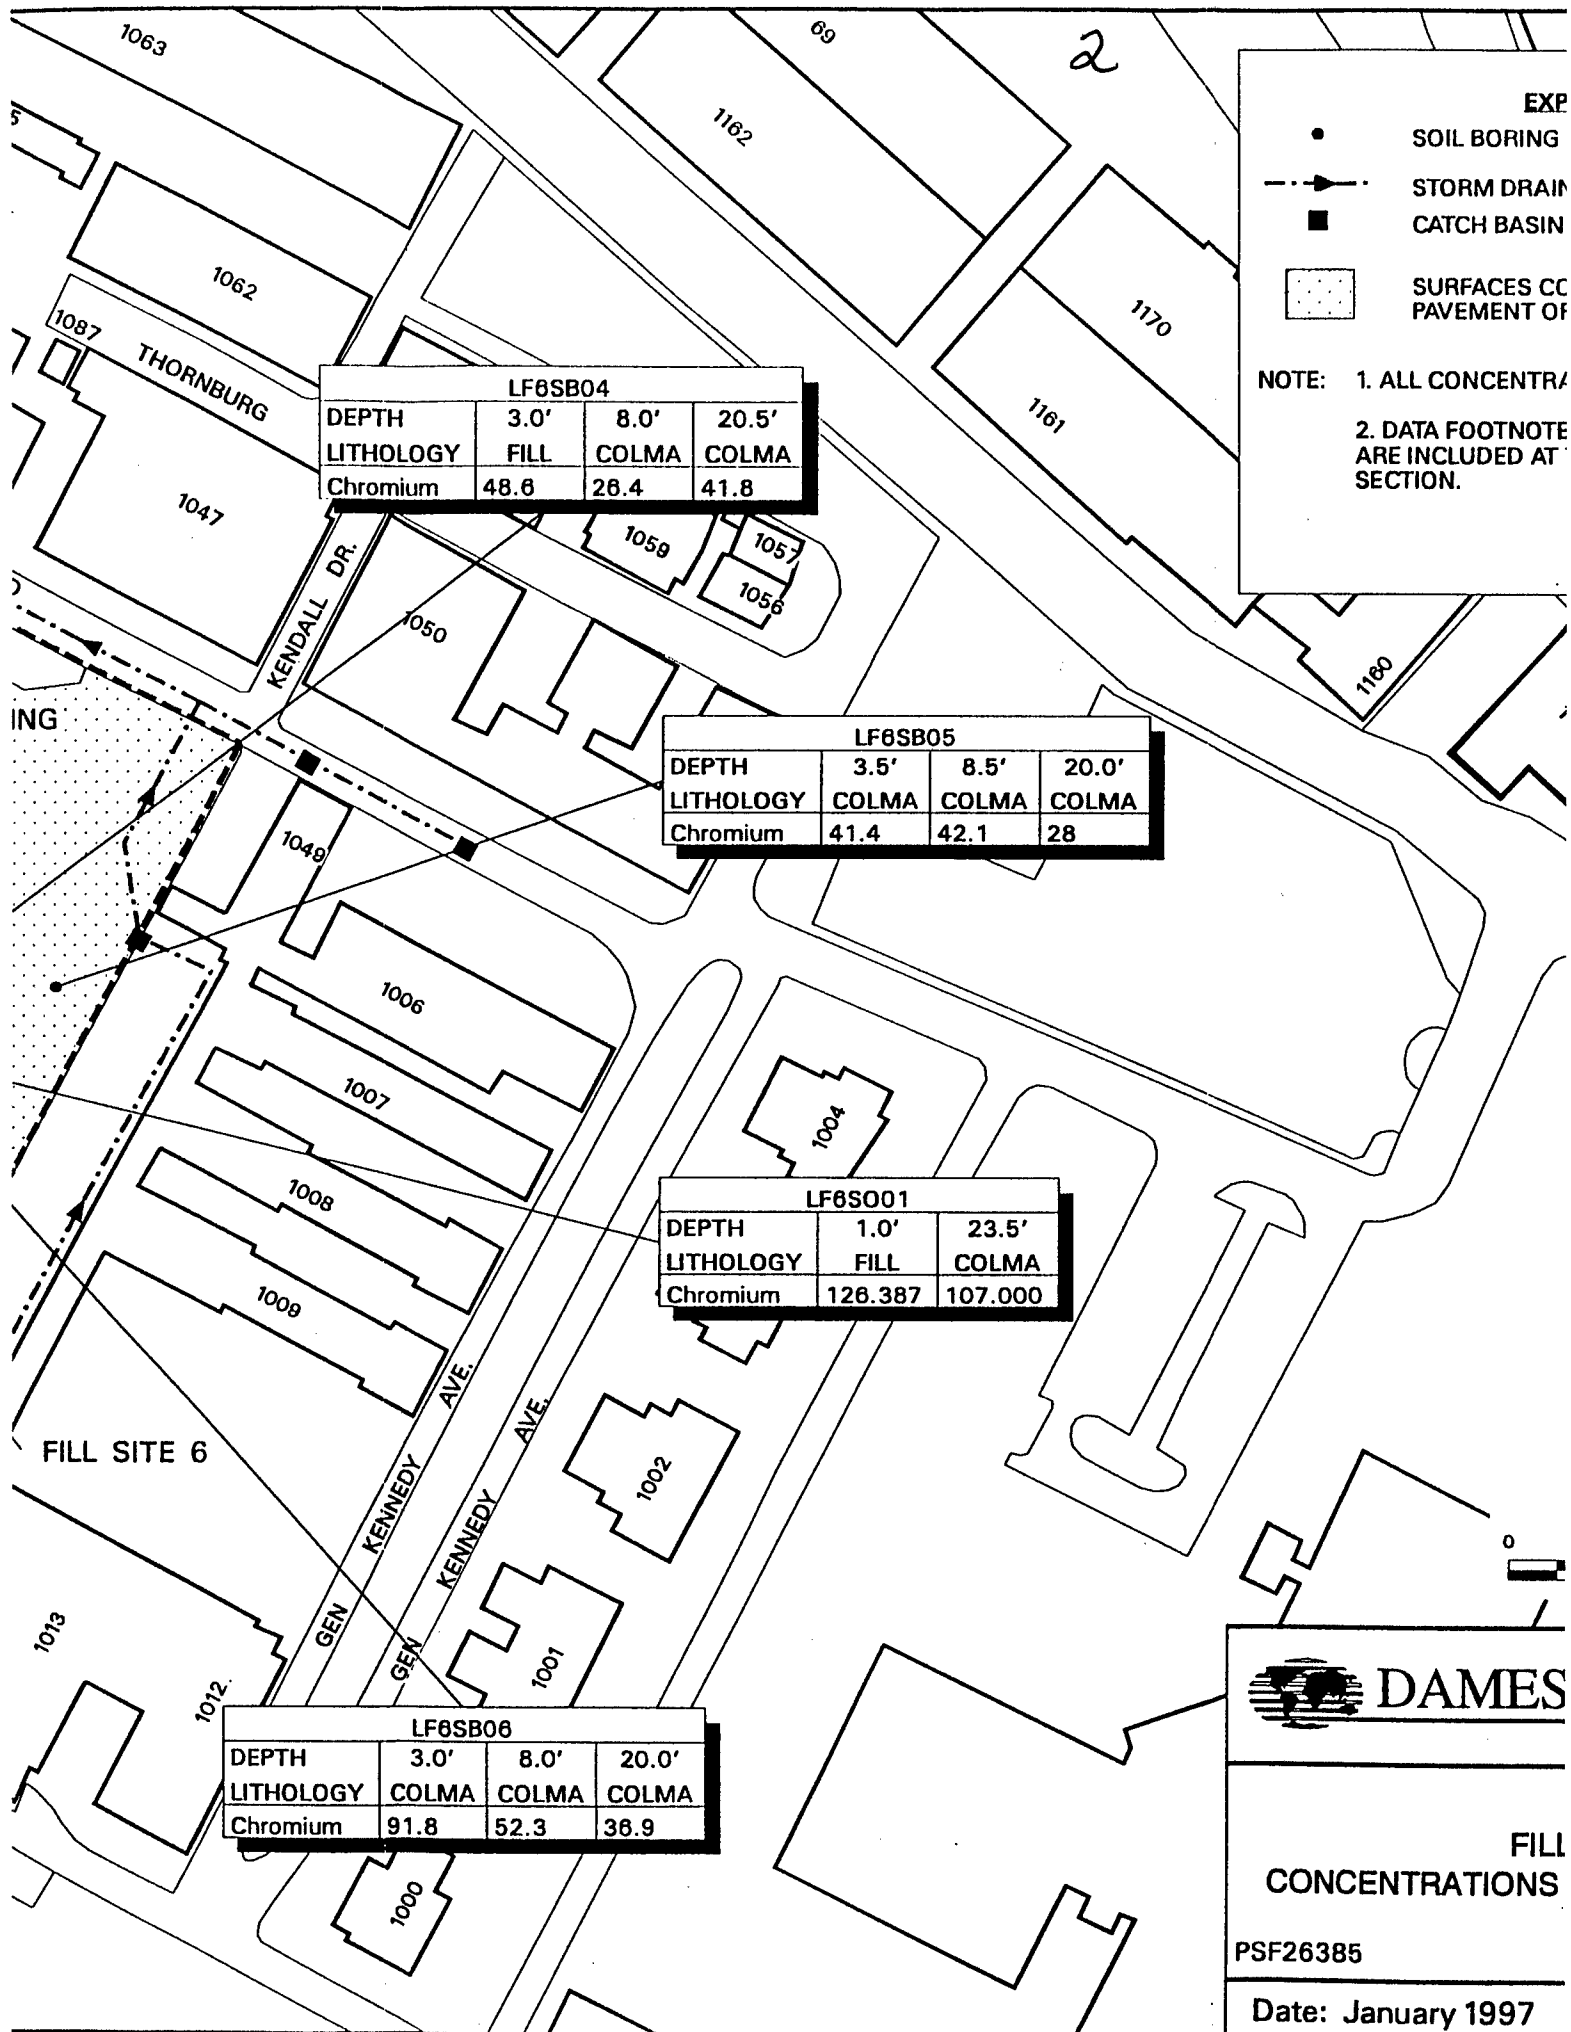 1063
69
2
1162
5
EXP
SOIL BORING
STORM DRAIN
CATCH BASIN
SURFACES CO
PAVEMENT OF
NOTE: 1. ALL CONCENTRA
2. DATA FOOTNOTE
ARE INCLUDED AT
SECTION.
1062
1087
THORNBURG
1170
1161
1047
LF6SB04
DEPTH 3.0' 8.0' 20.5'
LITHOLOGY FILL COLMA COLMA
Chromium 48.6 26.4 41.8
KENDALL DR.
1059
1057
1056
1050
1160
ING
LF6SB05
DEPTH 3.5' 8.5' 20.0'
LITHOLOGY COLMA COLMA COLMA
Chromium 41.4 42.1 28
1049
1006
1007
1004
1008
1009
LF6SO01
DEPTH 1.0' 23.5'
LITHOLOGY FILL COLMA
Chromium 126.387 107.000
GEN KENNEDY AVE.
GEN KENNEDY AVE.
FILL SITE 6
1002
1001
1013
1012
0
LF6SB06
DEPTH 3.0' 8.0' 20.0'
LITHOLOGY COLMA COLMA COLMA
Chromium 91.8 52.3 36.9
1000
DAMES
FILL
CONCENTRATIONS
PSF26385
Date: January 1997